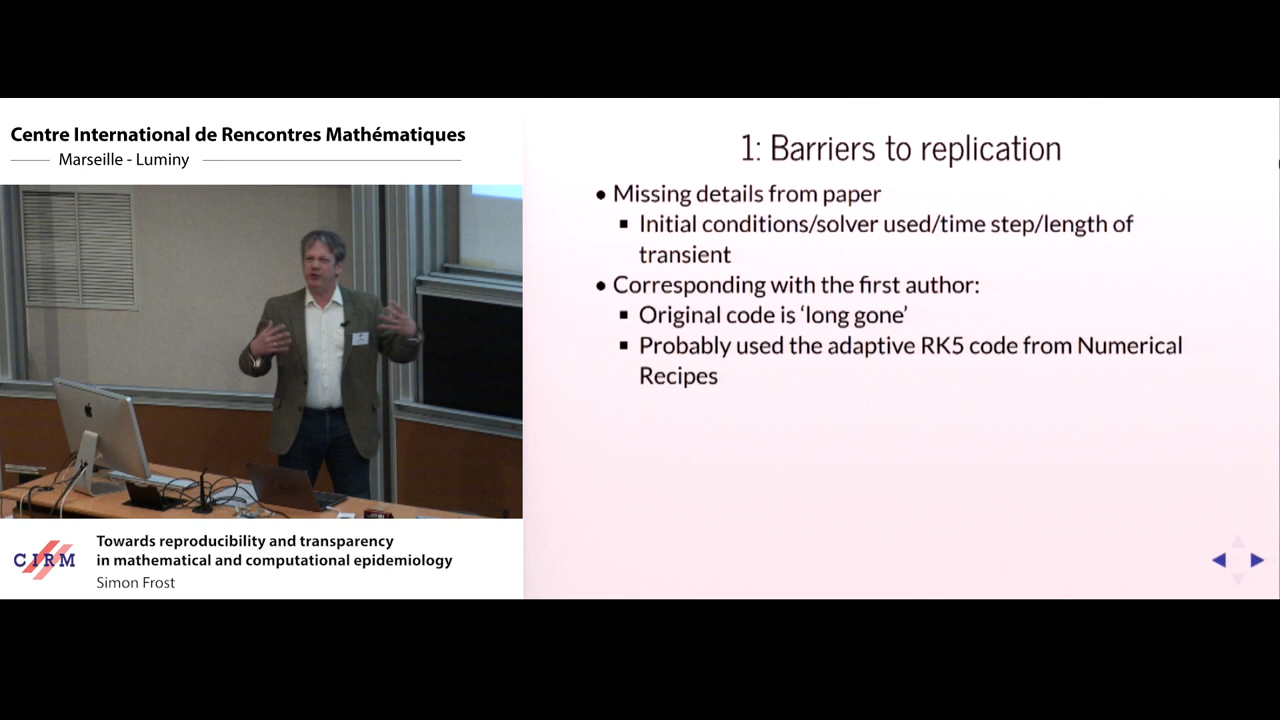 Centre International de Rencontres Mathématiques
Marseille - Luminy
1: Barriers to replication
• Missing details from paper
▪ Initial conditions/solver used/time step/length of
transient
• Corresponding with the first author:
▪ Original code is ‘long gone’
▪ Probably used the adaptive RK5 code from Numerical
Recipes
CIRM
Towards reproducibility and transparency
in mathematical and computational epidemiology
Simon Frost